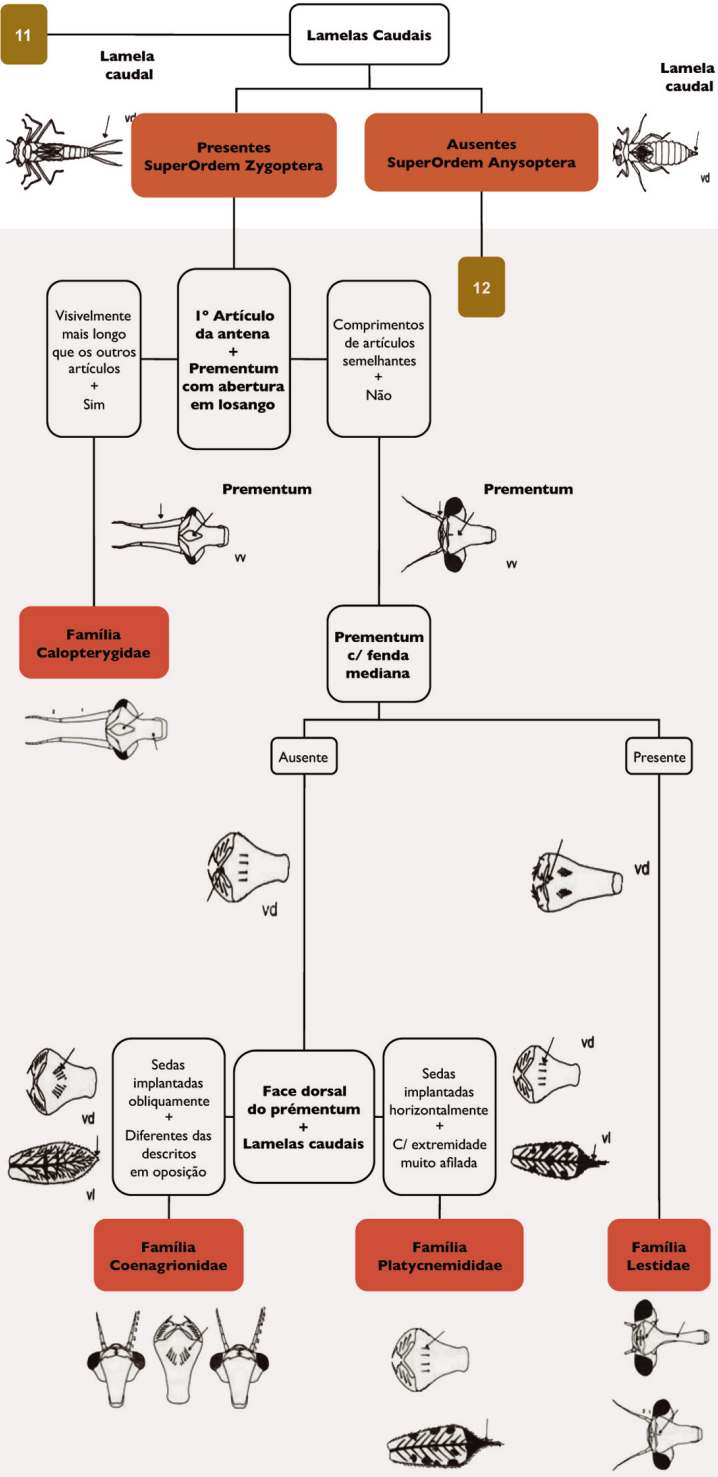 11
Lamelas Caudais
Lamela
caudal
Lamela
caudal
vd
Presentes
SuperOrdem Zygoptera
Ausentes
SuperOrdem Anysoptera
vd
12
Visivelmente
mais longo
que os outros
artículos
+
Sim
1º Artículo
da antena
+
Prementum
com abertura
em losango
Comprimentos
de artículos
semelhantes
+
Não
Prementum
vv
Prementum
vv
Família
Calopterygidae
Prementum
c/ fenda
mediana
2 1
Ausente
Presente
vd
vd
vd
vl
Sedas
implantadas
obliquamente
+
Diferentes das
descritos
em oposição
Face dorsal
do prémentum
+
Lamelas caudais
Sedas
implantadas
horizontalmente
+
C/ extremidade
muito afilada
vd
vl
Família
Coenagrionidae
Família
Platycnemididae
Família
Lestidae
2 1